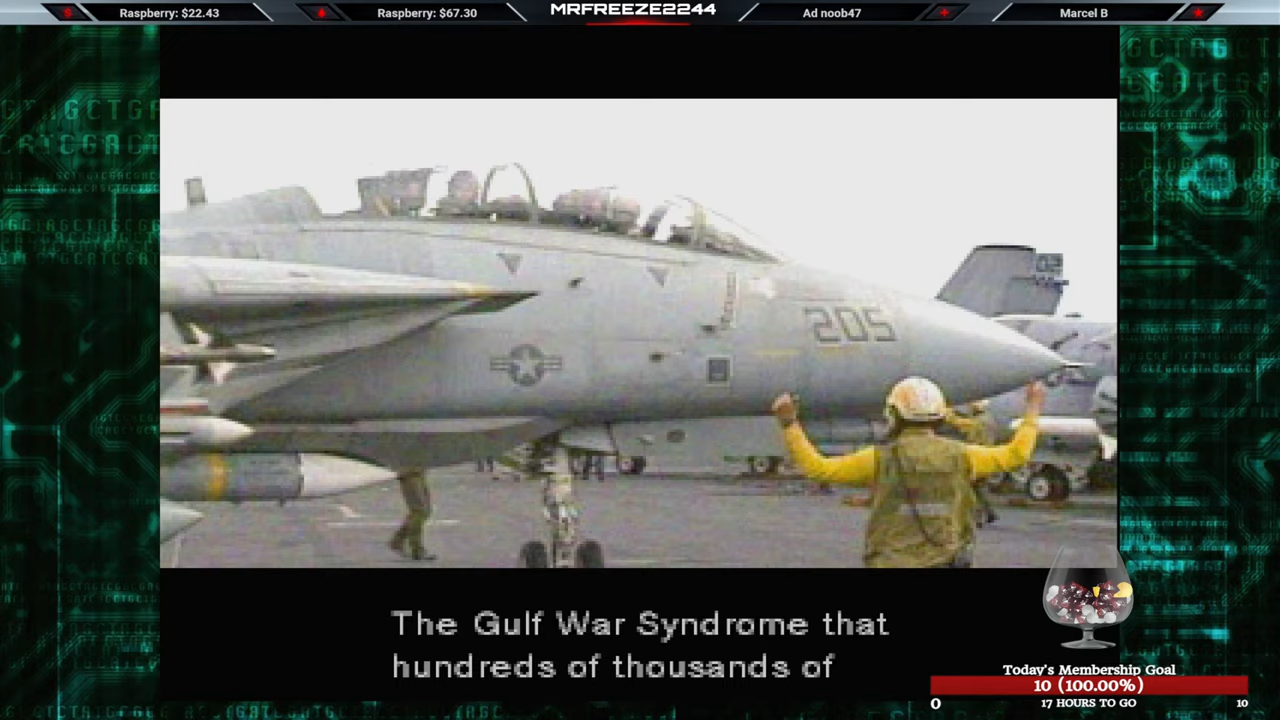 Raspberry: $22.43
Raspberry: $67.30
MRFREEZE2244
Ad noob47
Marcel B
205
The Gulf War Syndrome that
hundreds of thousands of
Today's Membership Goal
10 (100.00%)
0
17 HOURS TO GO
10